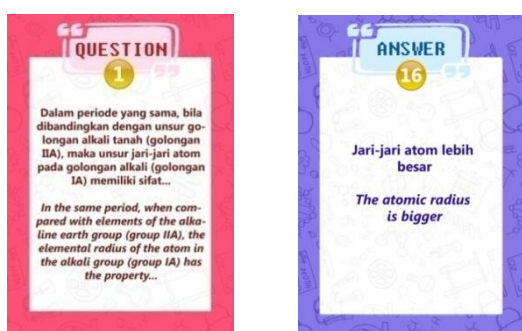 QUESTION
1
Dalam periode yang sama, bila
dibandingkan dengan unsur go-
longan alkali tanah (golongan
IIA), maka unsur jari-jari atom
pada golongan alkali (golongan
IA) memiliki sifat...
In the same period, when com-
pared with elements of the alka-
line earth group (group IIA), the
elemental radius of the atom in
the alkali group (group IA) has
the property...
ANSWER
16
Jari-jari atom lebih
besar
The atomic radius
is bigger